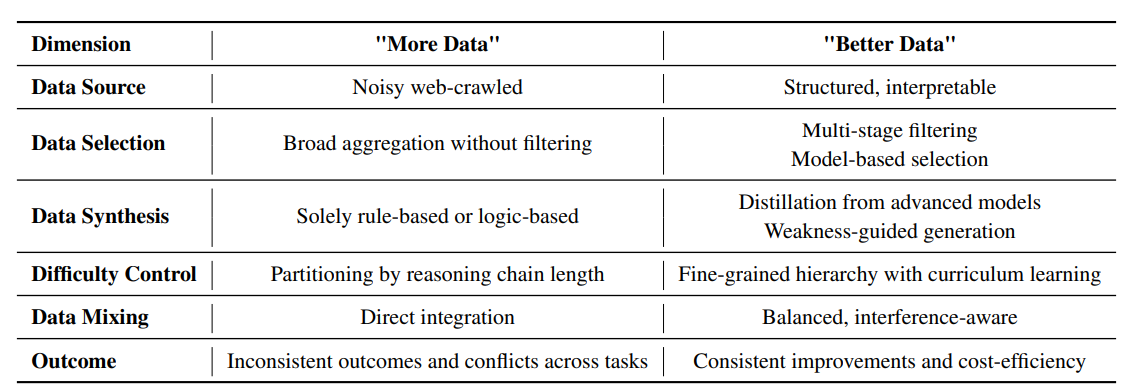 Dimension "More Data" "Better Data"
Data Source Noisy web-crawled Structured, interpretable
Data Selection Broad aggregation without filtering Multi-stage filtering
Model-based selection
Data Synthesis Solely rule-based or logic-based Distillation from advanced models
Weakness-guided generation
Difficulty Control Partitioning by reasoning chain length Fine-grained hierarchy with curriculum learning
Data Mixing Direct integration Balanced, interference-aware
Outcome Inconsistent outcomes and conflicts across tasks Consistent improvements and cost-efficiency